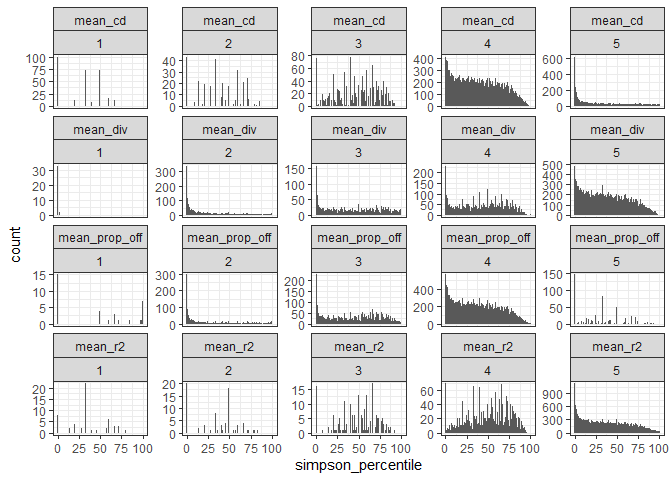 mean_cd mean_cd mean_cd mean_cd mean_cd
1 2 3 4 5
100 75 50 25 0
40 30 20 10 0
80 60 40 20 0
400 300 200 100 0
600 400 200 0
mean_div mean_div mean_div mean_div mean_div
1 2 3 4 5
30 20 10 0
300 200 100 0
150 100 50 0
200 150 100 50 0
500 400 300 200 100 0
mean_prop_off mean_prop_off mean_prop_off mean_prop_off mean_prop_off
1 2 3 4 5
15 10 5 0
300 200 100 0
200 150 100 50 0
400 200 0
150 100 50 0
mean_r2 mean_r2 mean_r2 mean_r2 mean_r2
1 2 3 4 5
20 15 10 5 0
20 15 10 5 0
15 10 5 0
60 40 20 0
900 600 300 0
0 25 50 75 100 0 25 50 75 100 0 25 50 75 100 0 25 50 75 100 0 25 50 75 100
simpson_percentile
count